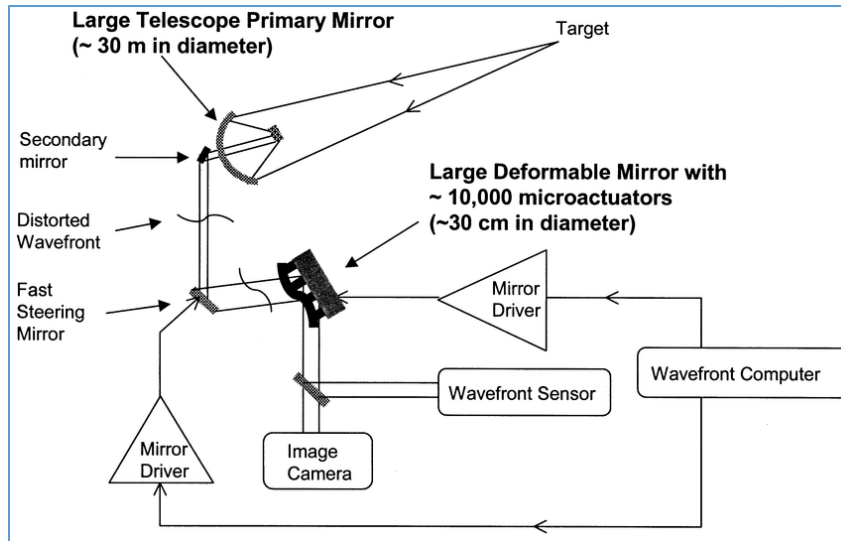 Large Telescope Primary Mirror
(~ 30 m in diameter)
Target
Secondary
mirror
Large Deformable Mirror with
~ 10,000 microactuators
(~30 cm in diameter)
Distorted
Wavefront
Fast
Steering
Mirror
Mirror
Driver
Wavefront Computer
Wavefront Sensor
Mirror
Driver
Image
Camera